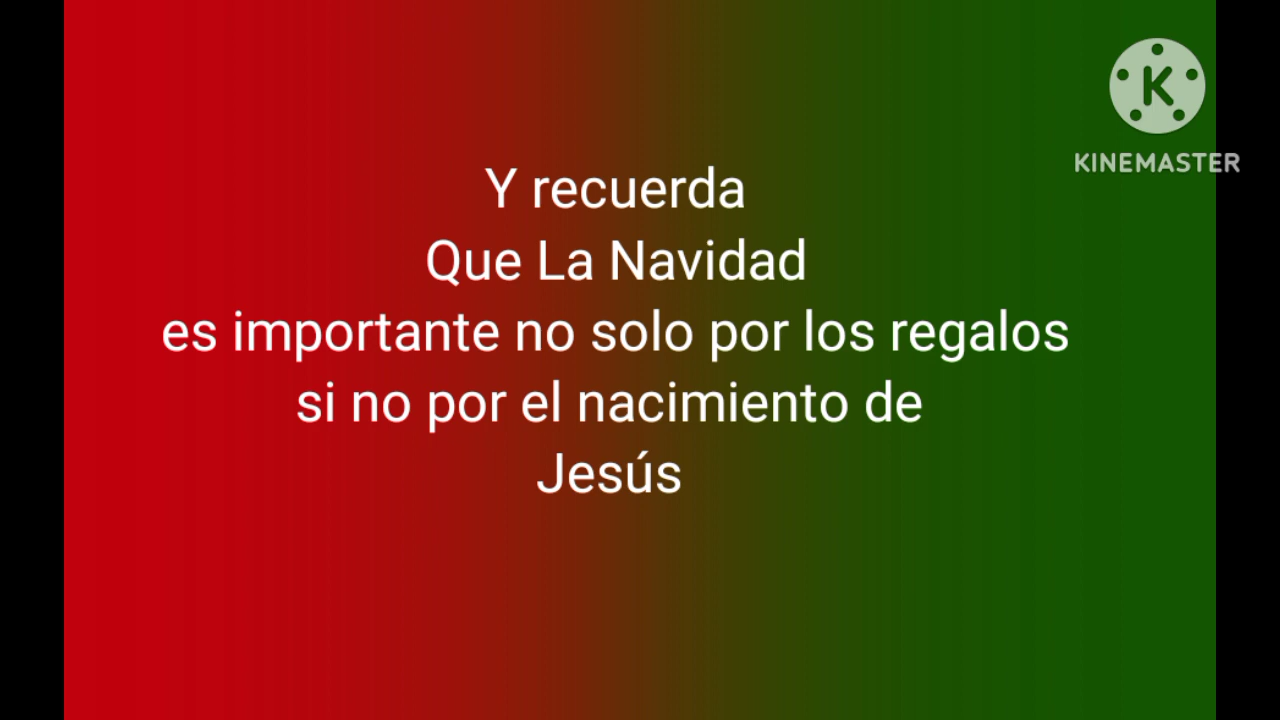 KINEMASTER
Y recuerda
Que La Navidad
es importante no solo por los regalos
si no por el nacimiento de
Jesús